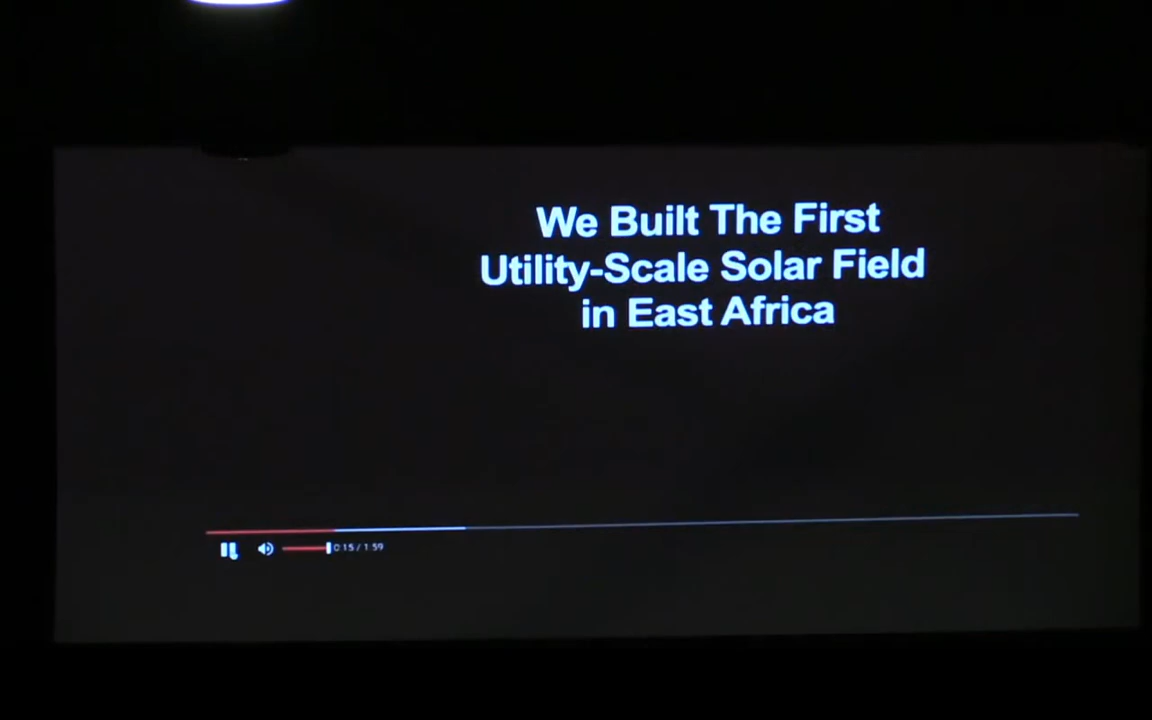 We Built The First
Utility-Scale Solar Field
in East Africa
0:15 / 1:59